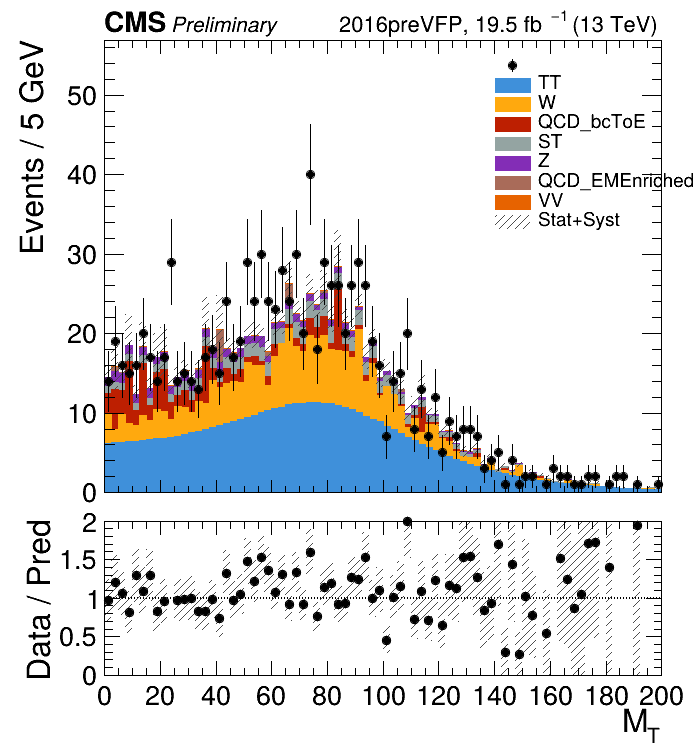 CMS Preliminary 2016preVFP, 19.5 fb⁻¹ (13 TeV)
Events / 5 GeV
50
40
30
20
10
0
TT
W
QCD_bcToE
ST
Z
QCD_EMEnriched
VV
Stat+Syst
Data / Pred
2
1.5
1
0.5
0
0 20 40 60 80 100 120 140 160 180 200
M_T